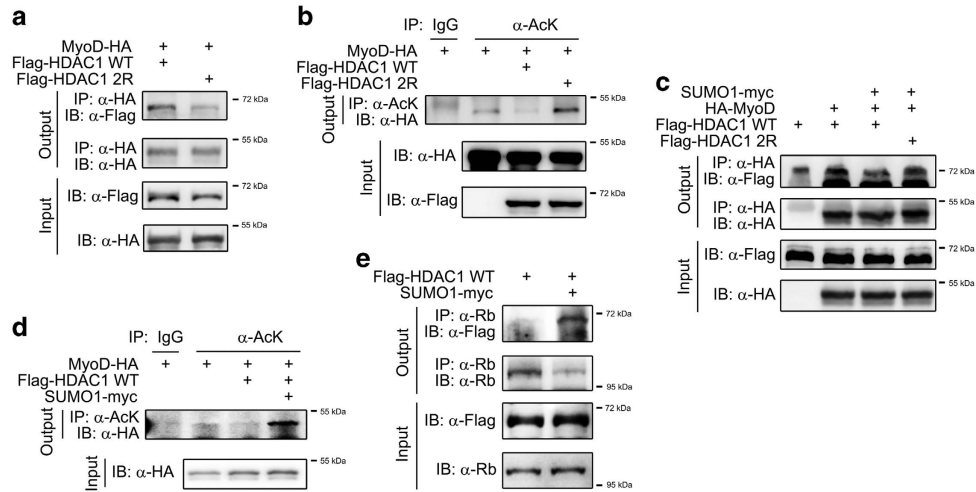 a
MyoD-HA + +
Flag-HDAC1 WT +
Flag-HDAC1 2R +
Output
IP: α-HA
IB: α-Flag
72 kDa
IP: α-HA
IB: α-HA
55 kDa
Input
IB: α-Flag
72 kDa
IB: α-HA
55 kDa
b
IP: IgG α-AcK
MyoD-HA + + + +
Flag-HDAC1 WT +
Flag-HDAC1 2R +
Output
IP: α-AcK
IB: α-HA
55 kDa
Input
IB: α-HA
55 kDa
IB: α-Flag
72 kDa
c
SUMO1-myc + +
HA-MyoD + + +
Flag-HDAC1 WT + + +
Flag-HDAC1 2R +
Output
IP: α-HA
IB: α-Flag
72 kDa
IP: α-HA
IB: α-HA
55 kDa
Input
IB: α-Flag
72 kDa
IB: α-HA
55 kDa
d
IP: IgG α-AcK
MyoD-HA + + + +
Flag-HDAC1 WT + +
SUMO1-myc +
Output
IP: α-AcK
IB: α-HA
55 kDa
Input
IB: α-HA
55 kDa
e
Flag-HDAC1 WT + +
SUMO1-myc +
Output
IP: α-Rb
IB: α-Flag
72 kDa
IP: α-Rb
IB: α-Rb
95 kDa
Input
IB: α-Flag
72 kDa
IB: α-Rb
95 kDa